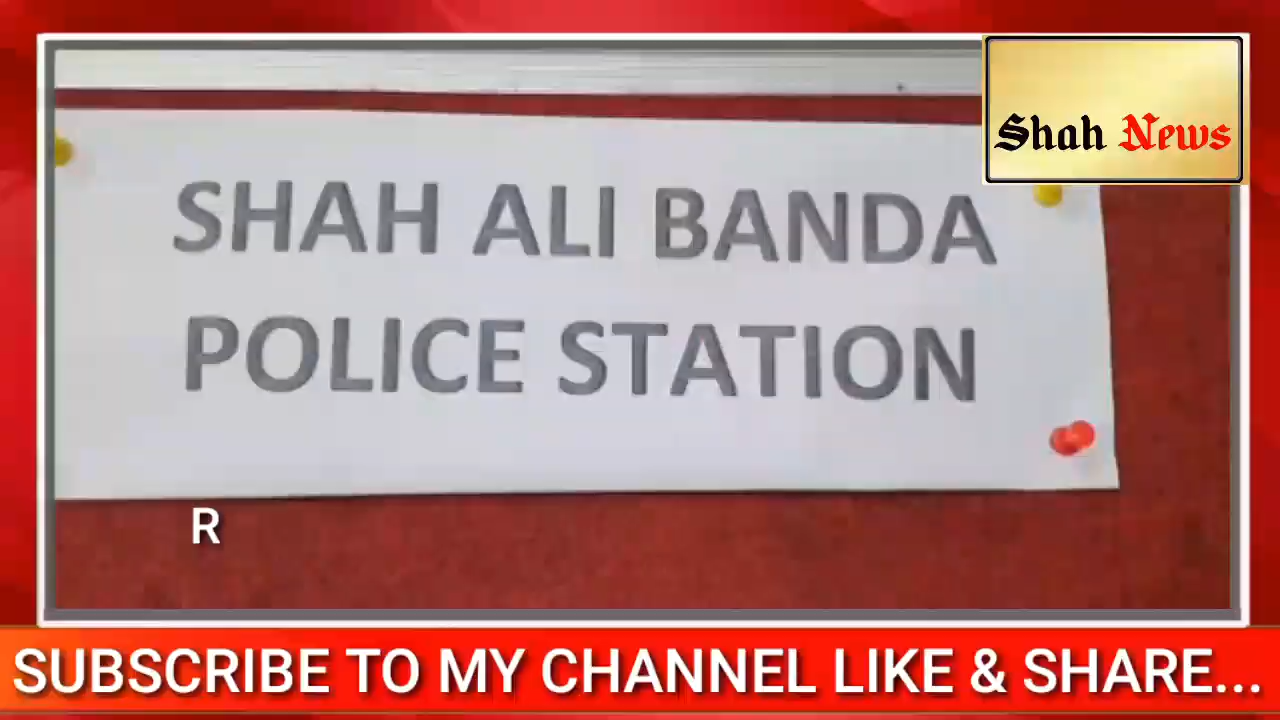 Shah News
SHAH ALI BANDA
POLICE STATION
R
SUBSCRIBE TO MY CHANNEL LIKE & SHARE...